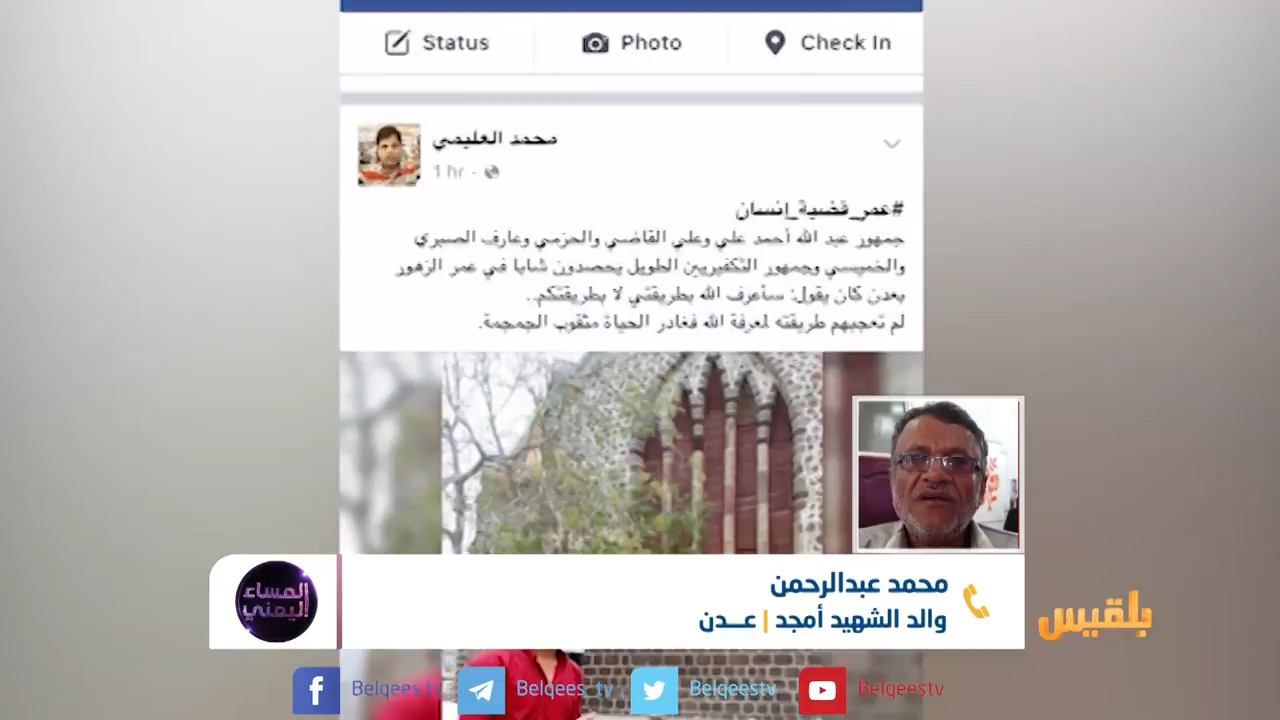 Status Photo Check In
محمد العليمي
1 hr
#عمر_قضية_إنسان
جمهور عبد الله أحمد علي وعلي القاضي والحزمي وعارف الصبري
والخميسي وجمهور التكفيريين الطويل يحصدون شابا في عمر الزهور
بعدن كان يقول: سأعرف الله بطريقتي لا بطريقتكم..
لم تعجبهم طريقته لمعرفة الله فغادر الحياة مثقوب الجمجمة.
محمد عبدالرحمن
والد الشهيد أمجد | عـــدن
المساء
اليمني
بلقيس
Belqees.tv Belqees_tv Belqeestv Belqeestv